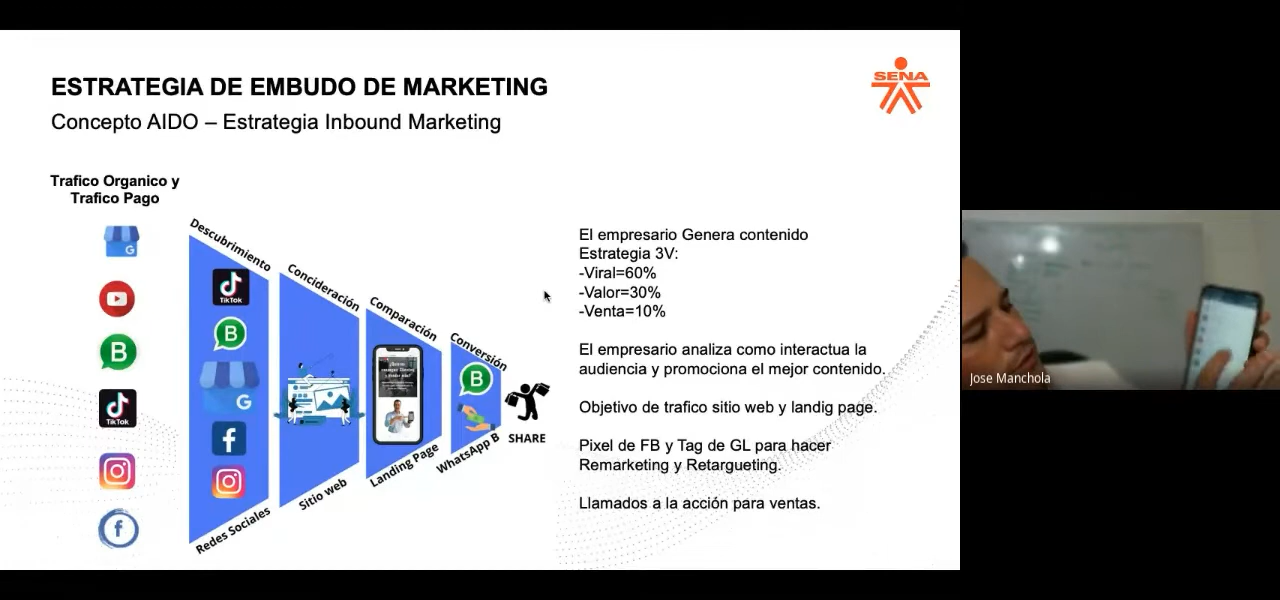 ESTRATEGIA DE EMBUDO DE MARKETING
SENA
Concepto AIDO – Estrategia Inbound Marketing
Trafico Organico y
Trafico Pago
Descubrimiento
Concideración
Comparación
Conversión
TikTok
TikTok
B
B
B
G
G
SHARE
Redes Sociales
Sitio web
Landing Page
WhatsApp B
El empresario Genera contenido
Estrategia 3V:
-Viral=60%
-Valor=30%
-Venta=10%
El empresario analiza como interactua la
audiencia y promociona el mejor contenido.
Objetivo de trafico sitio web y landig page.
Pixel de FB y Tag de GL para hacer
Remarketing y Retargueting.
Llamados a la acción para ventas.
Jose Manchola